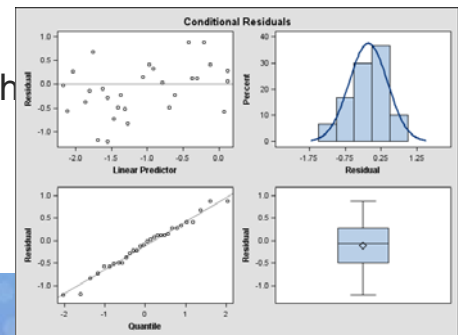 h
Conditional Residuals
1.0
0.5
0.0
-0.5
-1.0
Residual
-2.0 -1.5 -1.0 -0.5 0.0
Linear Predictor
40
30
20
10
0
Percent
-1.75 -0.75 0.25 1.25
Residual
1.0
0.5
0.0
-0.5
-1.0
Residual
-2 -1 0 1 2
Quantile
1.0
0.5
0.0
-0.5
-1.0
Residual